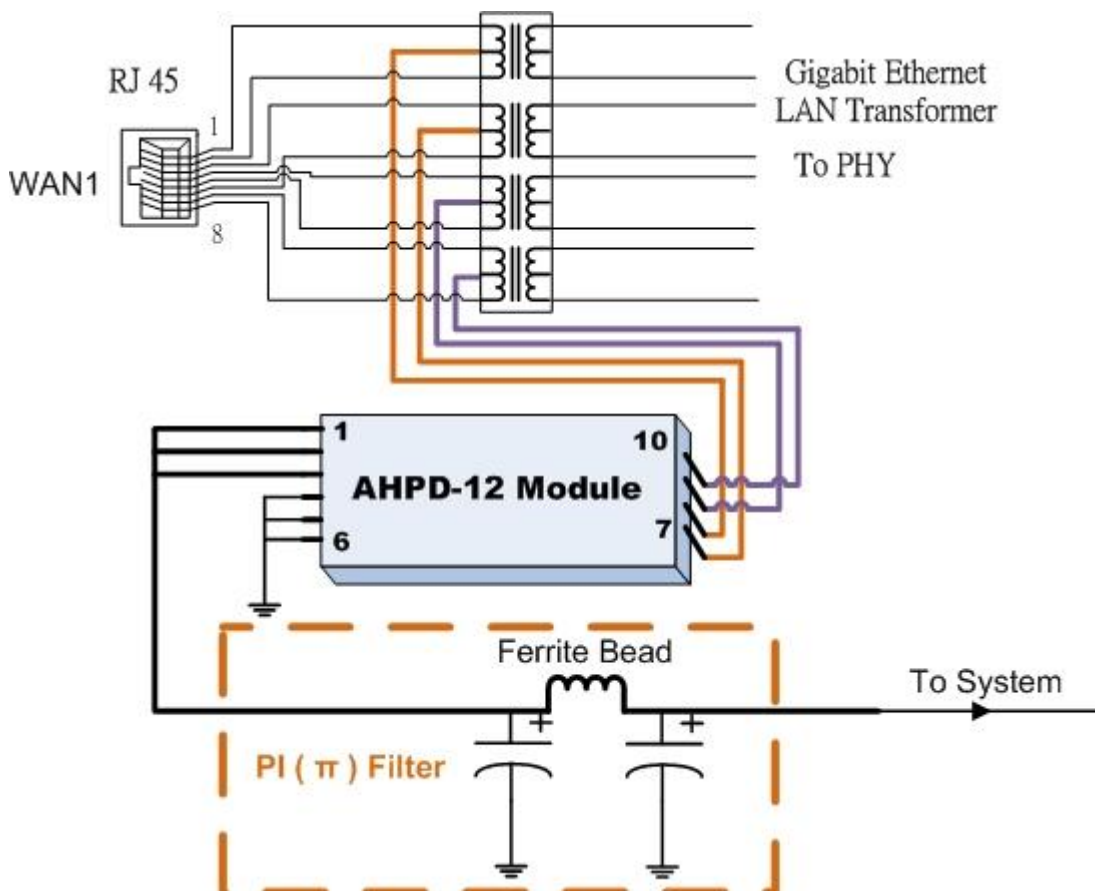 RJ 45
1
WAN1
8
Gigabit Ethernet
LAN Transformer
To PHY
1
10
AHPD-12 Module
7
6
Ferrite Bead
To System
+
+
PI ( π ) Filter